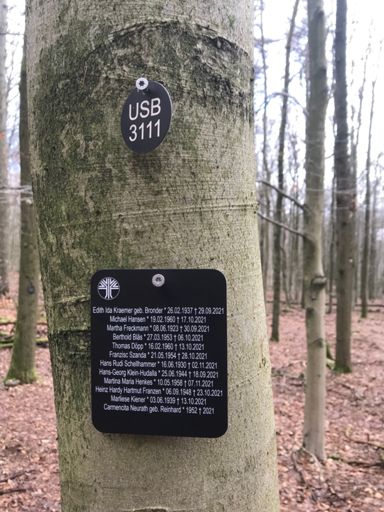 USB
3111
Edith Ida Kraemer geb. Bronder * 26.02.1937 † 29.09.2021
Michael Hansen * 19.02.1960 † 17.10.2021
Martha Freckmann * 08.06.1923 † 30.09.2021
Berthold Blås * 27.03.1953 † 06.10.2021
Thomas Döpp * 16.02.1960 † 13.10.2021
Franzisc Szanda * 21.05.1954 † 28.10.2021
Hans Rudi Schellhammer * 16.06.1930 † 02.11.2021
Hans-Georg Klein-Hudalla * 25.06.1944 † 18.09.2021
Martina Maria Henkes * 10.05.1958 † 07.11.2021
Heinz Hardy Hartmut Franzen * 06.09.1948 † 23.10.2021
Marliese Kiener * 03.06.1939 † 13.10.2021
Carmencita Neurath geb. Reinhard * 1952 † 2021